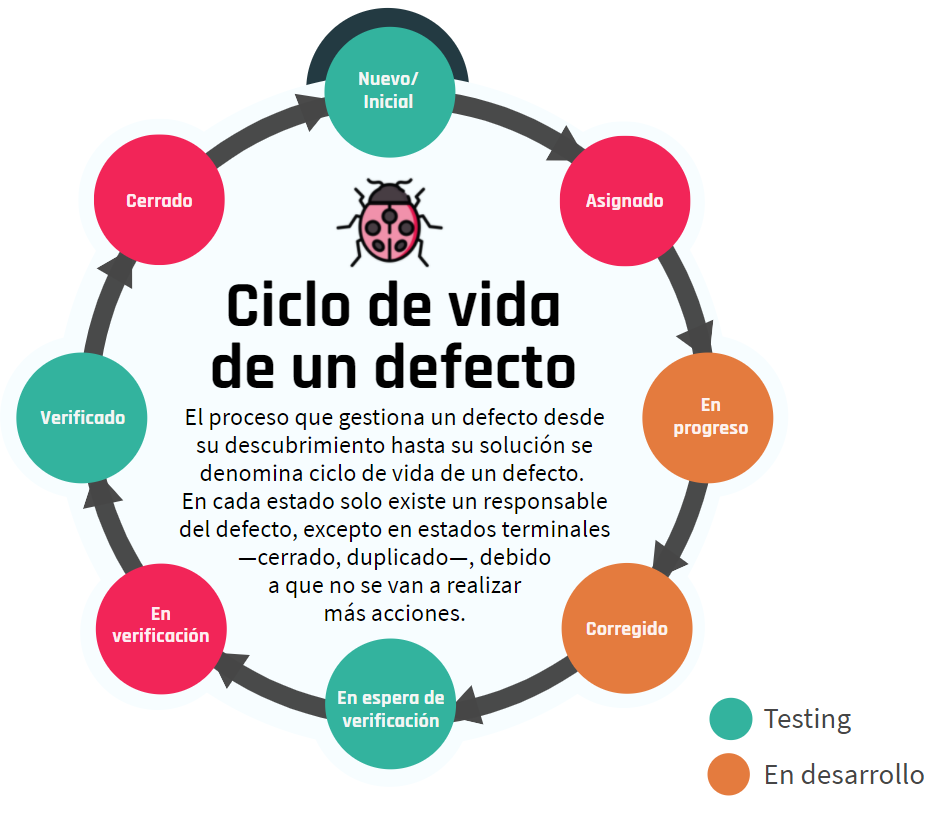 Nuevo/
Inicial
Asignado
En
progreso
Corregido
En espera de
verificación
En
verificación
Verificado
Cerrado
Ciclo de vida
de un defecto
El proceso que gestiona un defecto desde
su descubrimiento hasta su solución se
denomina ciclo de vida de un defecto.
En cada estado solo existe un responsable
del defecto, excepto en estados terminales
—cerrado, duplicado—, debido
a que no se van a realizar
más acciones.
Testing
En desarrollo